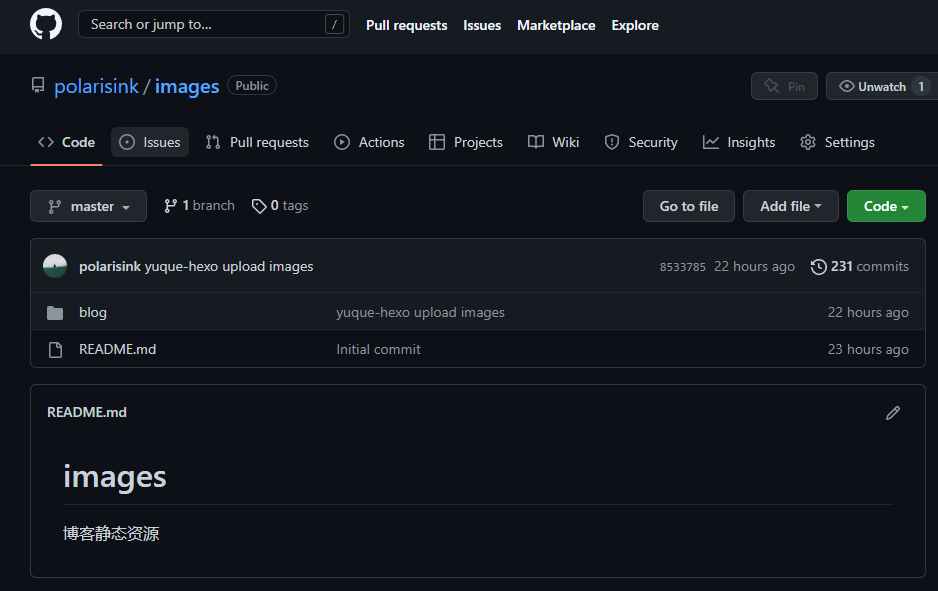 Search or jump to... / Pull requests Issues Marketplace Explore
polarisink / images Public Pin Unwatch 1
Code Issues Pull requests Actions Projects Wiki Security Insights Settings
master 1 branch 0 tags Go to file Add file Code
polarisink yuque-hexo upload images 8533785 22 hours ago 231 commits
blog yuque-hexo upload images 22 hours ago
README.md Initial commit 23 hours ago
README.md
images
博客静态资源